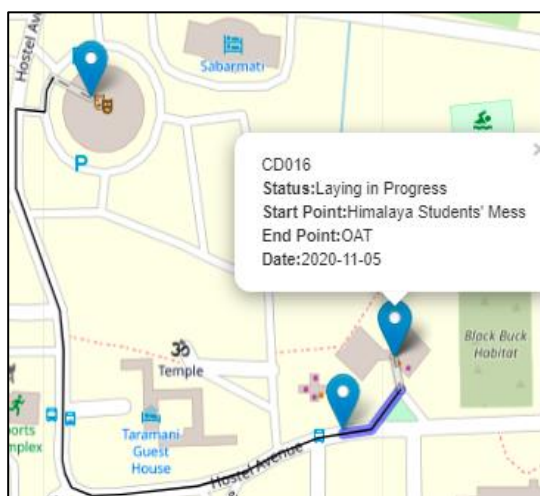 Hostel Ave
Sabarmati
P
CD016
Status:Laying in Progress
Start Point:Himalaya Students' Mess
End Point:OAT
Date:2020-11-05
Black Buck
Habitat
ॐ
Temple
Taramani
Guest
House
Hostel Avenue